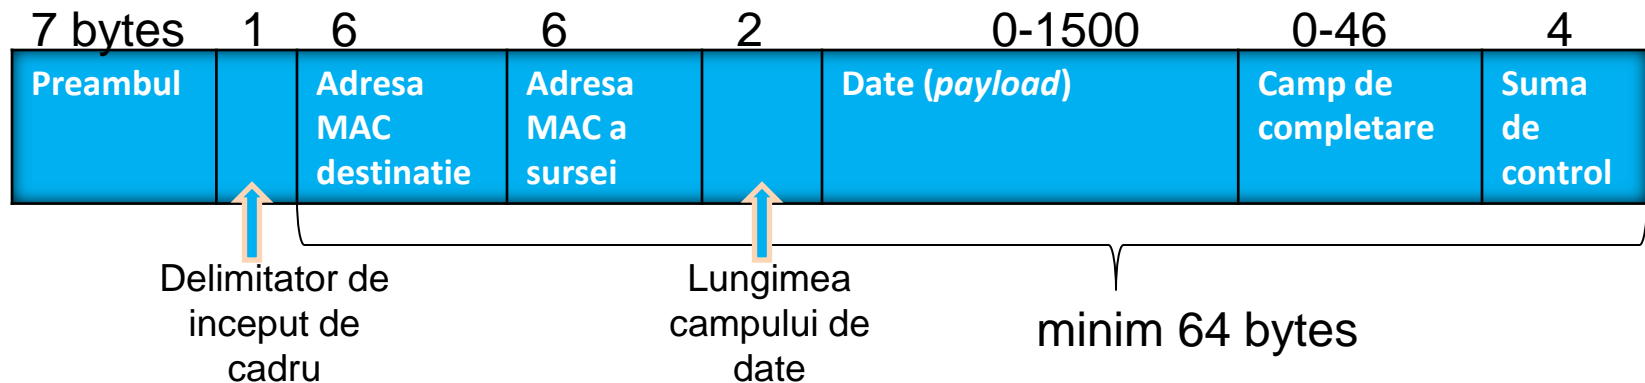 7 bytes 1 6 6 2 0-1500 0-46 4
Preambul
Adresa
MAC
destinatie
Adresa
MAC a
sursei
Date (payload)
Camp de
completare
Suma
de
control
Delimitator de
inceput de
cadru
Lungimea
campului de
date
minim 64 bytes